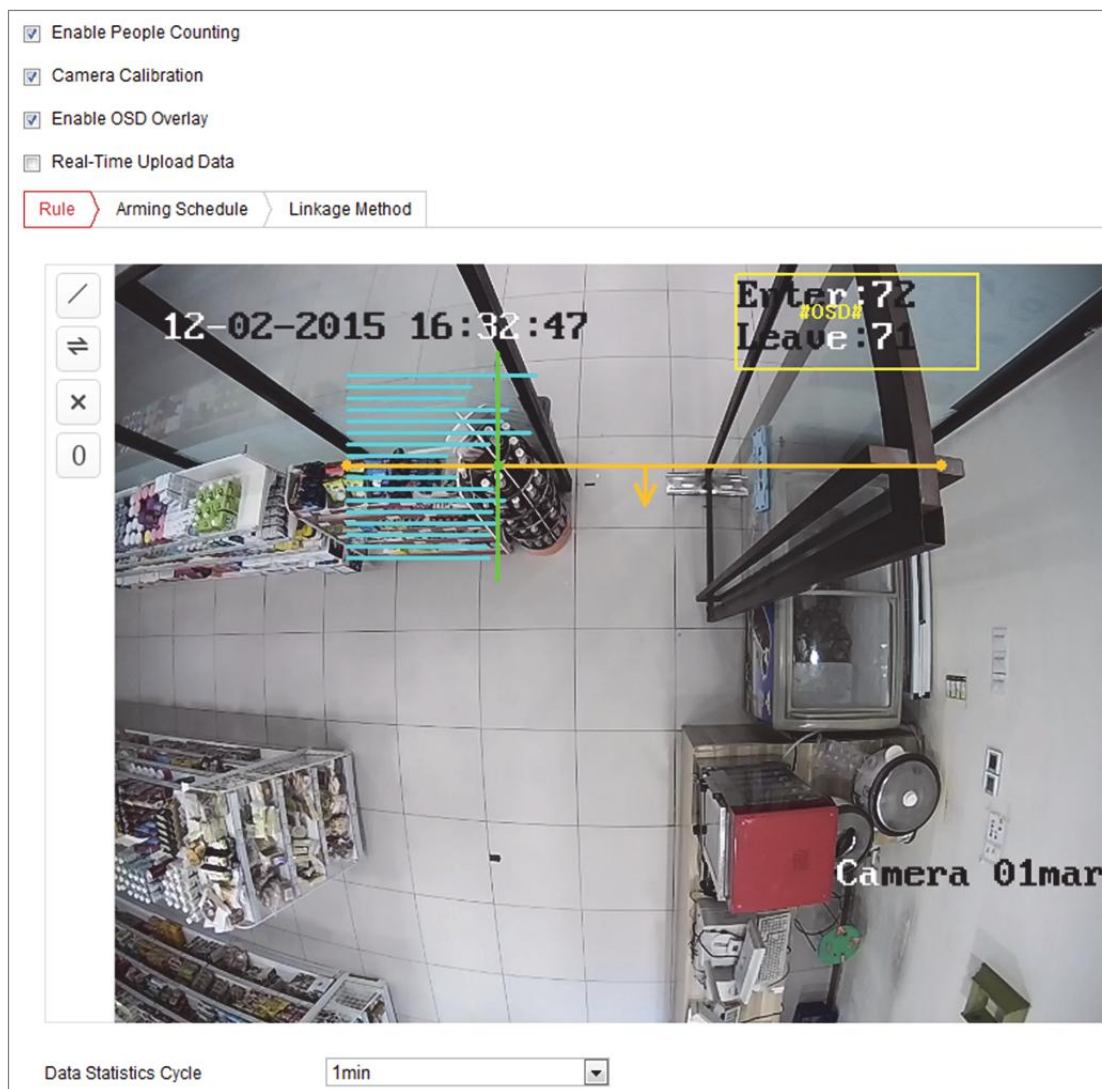 Enable People Counting
Camera Calibration
Enable OSD Overlay
Real-Time Upload Data
Rule
Arming Schedule
Linkage Method
12-02-2015 16:32:47
Enter:72
#OSD#
Leave:71
0
Camera 01mar
Data Statistics Cycle
1min